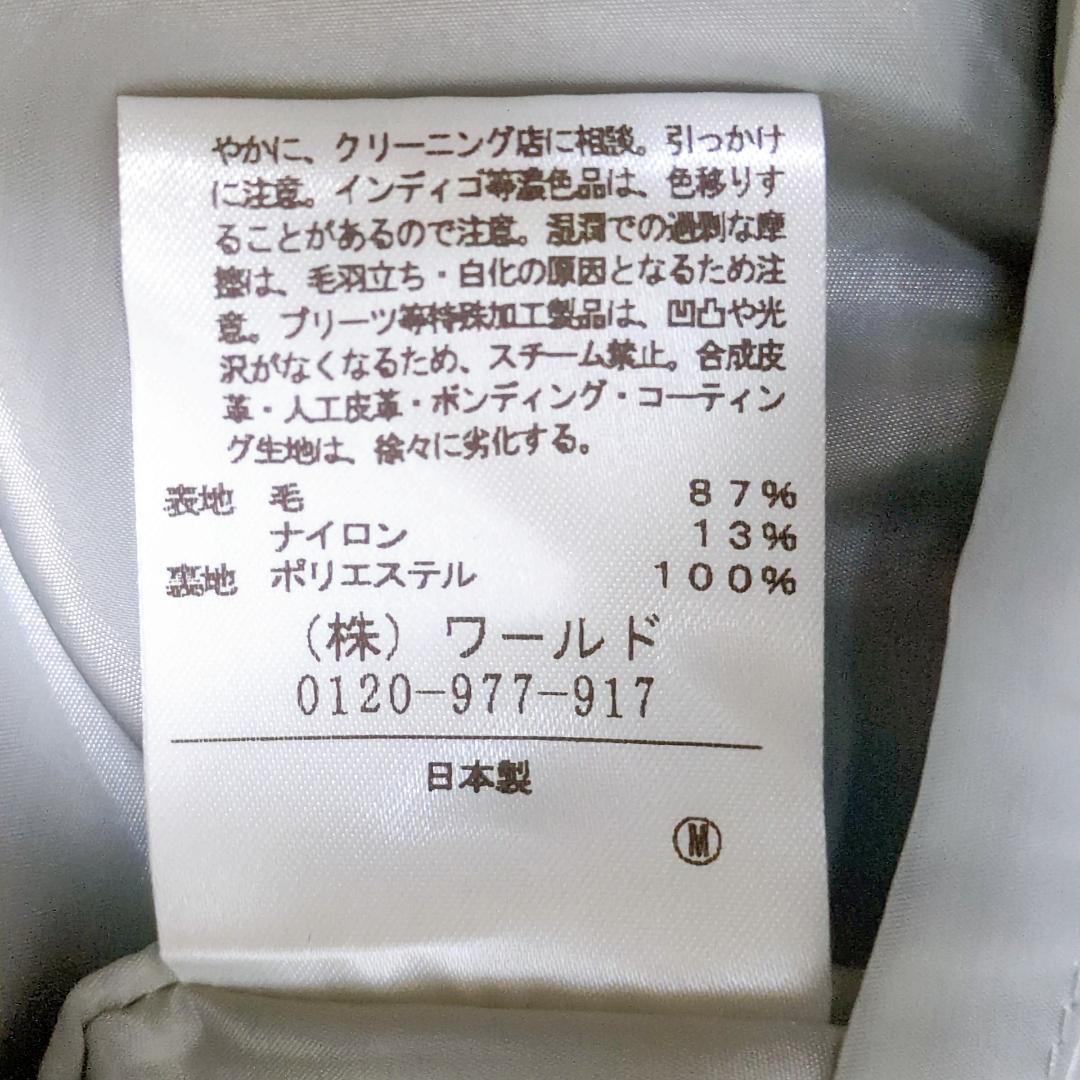 やかに、クリーニング店に相談。引っかけ
に注意。インディゴ等濃色品は、色移りす
ることがあるので注意。湿潤での過剰な摩
擦は、毛羽立ち・白化の原因となるため注
意。プリーツ等特殊加工製品は、凹凸や光
沢がなくなるため、スチーム禁止。合成皮
革・人工皮革・ボンディング・コーティン
グ生地は、徐々に劣化する。
表地 毛 87%
ナイロン 13%
裏地 ポリエステル 100%
(株) ワールド
0120-977-917
日本製
Ⓜ